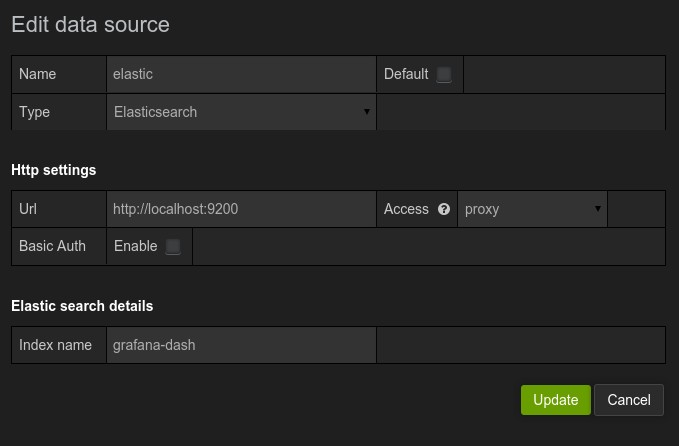 Edit data source
Name elastic Default
Type Elasticsearch
Http settings
Url http://localhost:9200 Access ? proxy
Basic Auth Enable
Elastic search details
Index name grafana-dash
Update Cancel